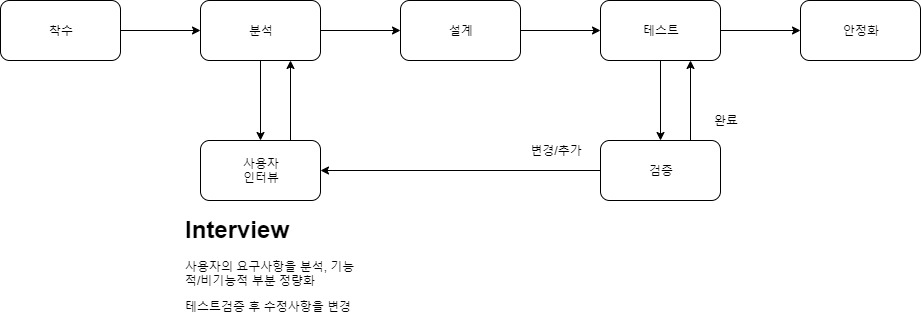 착수
분석
설계
테스트
안정화
완료
변경/추가
사용자
인터뷰
검증
Interview
사용자의 요구사항을 분석, 기능
적/비기능적 부분 정량화
테스트검증 후 수정사항을 변경